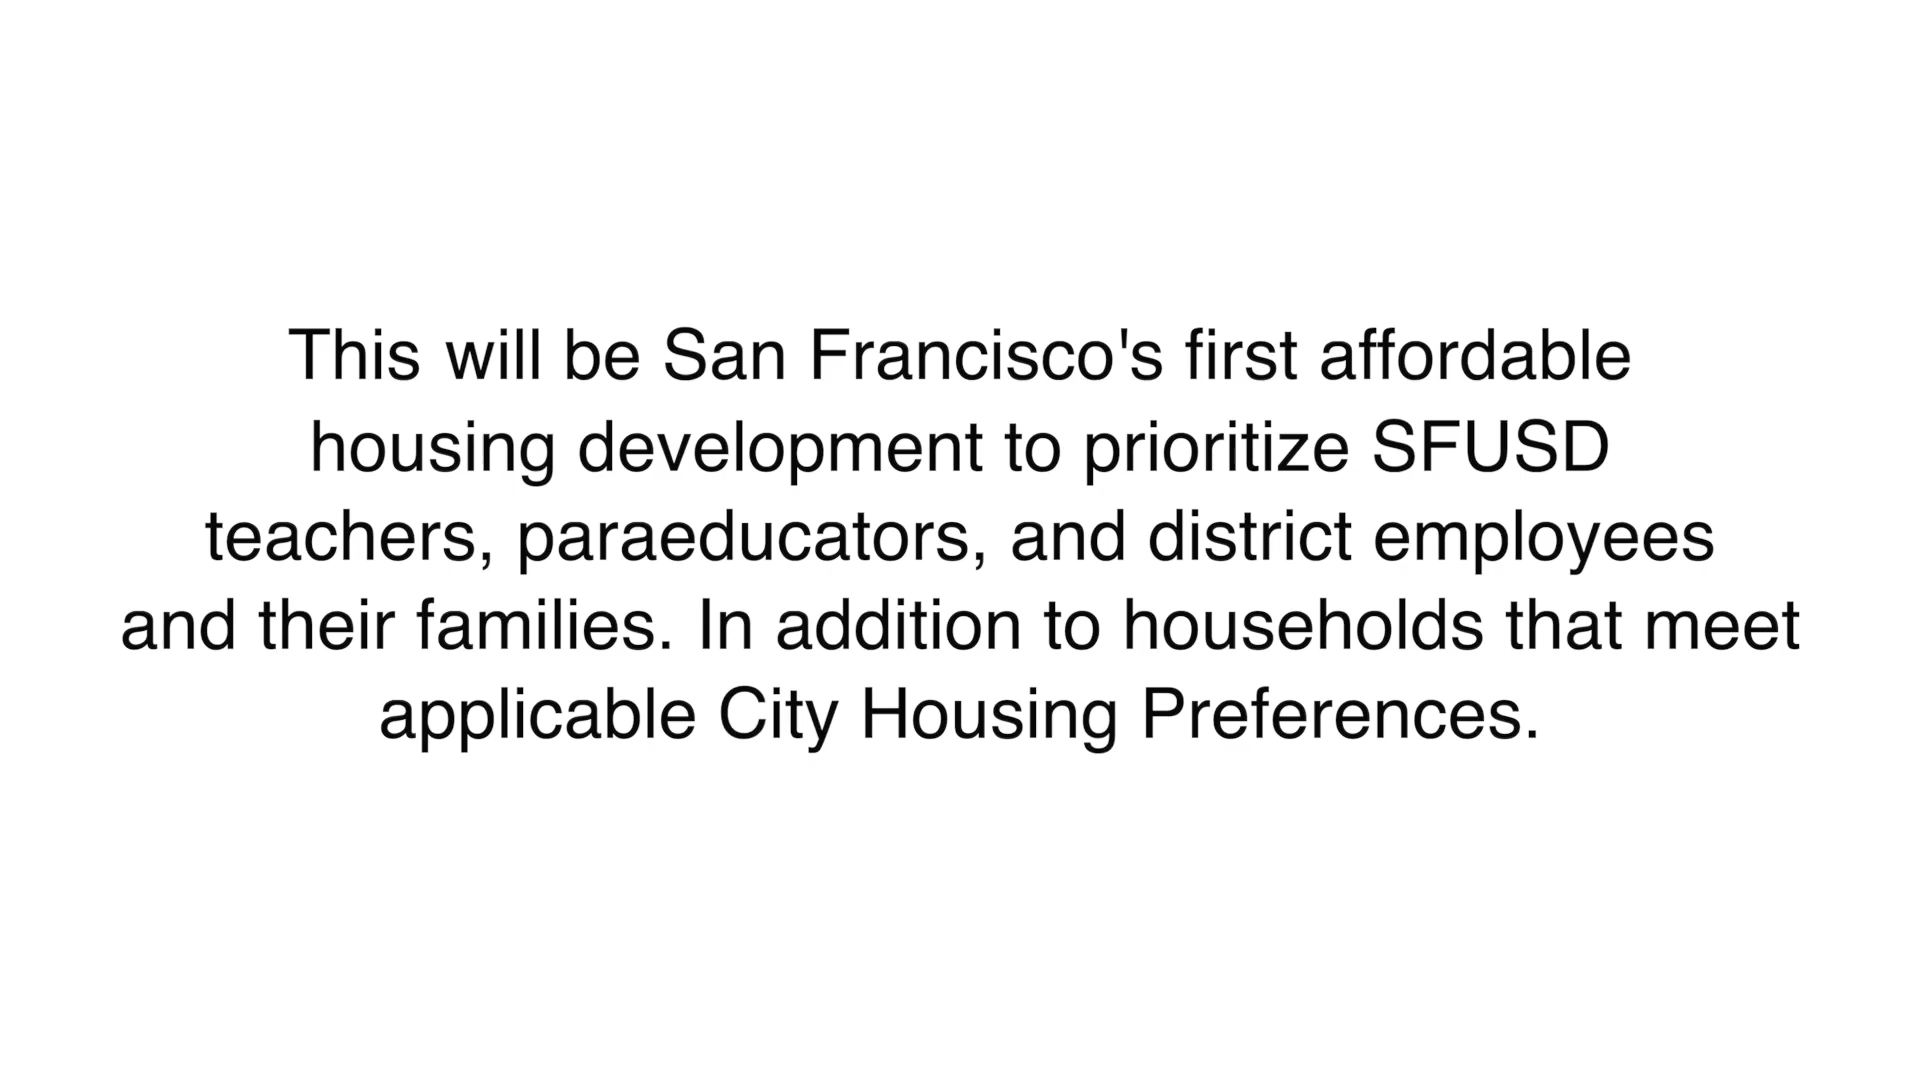 This will be San Francisco's first affordable
housing development to prioritize SFUSD
teachers, paraeducators, and district employees
and their families. In addition to households that meet
applicable City Housing Preferences.